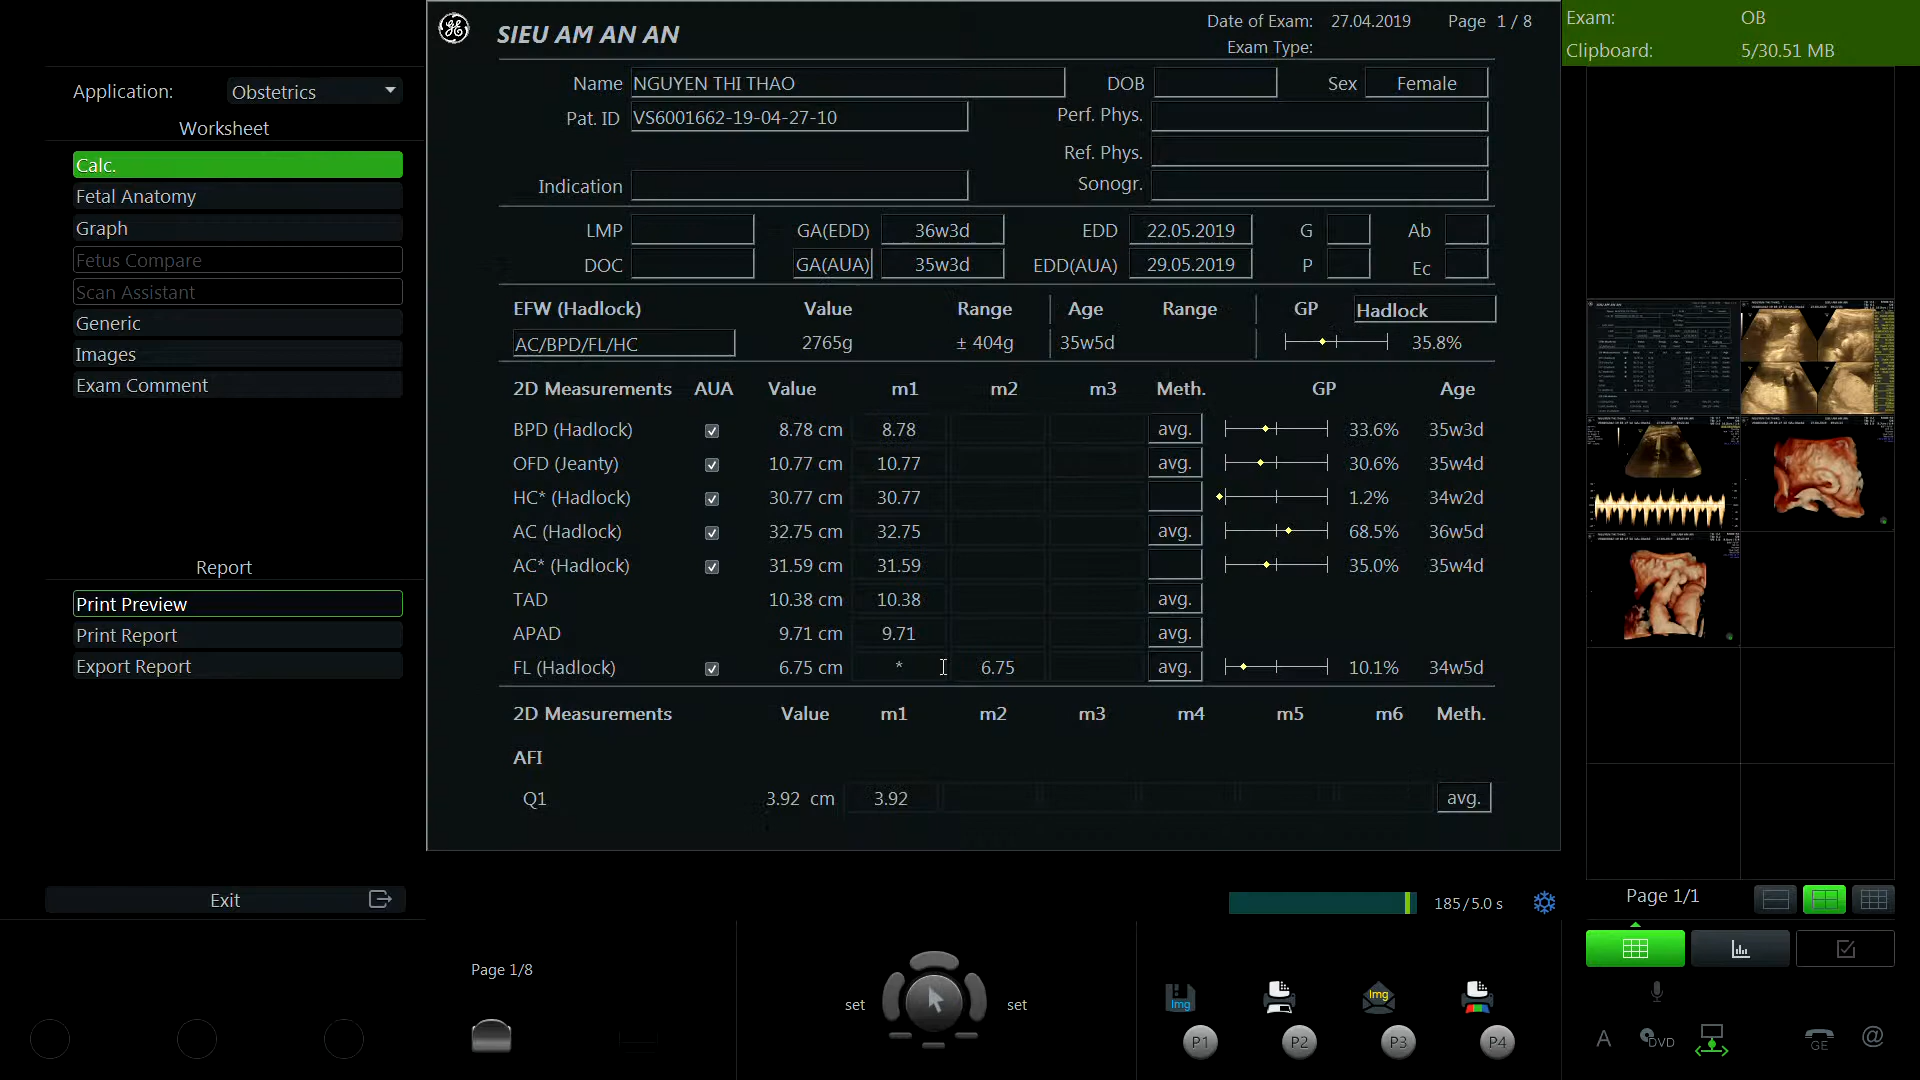 SIEU AM AN AN
Date of Exam: 27.04.2019 Page 1 / 8
Exam Type:
Exam: OB
Clipboard: 5/30.51 MB
Application: Obstetrics
Worksheet
Calc.
Fetal Anatomy
Graph
Fetus Compare
Scan Assistant
Generic
Images
Exam Comment
Report
Print Preview
Print Report
Export Report
Exit
Name NGUYEN THI THAO DOB Sex Female
Pat. ID VS6001662-19-04-27-10 Perf. Phys.
Ref. Phys.
Indication Sonogr.
LMP GA(EDD) 36w3d EDD 22.05.2019 G Ab
DOC GA(AUA) 35w3d EDD(AUA) 29.05.2019 P Ec
EFW (Hadlock) Value Range Age Range GP Hadlock
AC/BPD/FL/HC 2765g ± 404g 35w5d 35.8%
2D Measurements AUA Value m1 m2 m3 Meth. GP Age
BPD (Hadlock) 8.78 cm 8.78 avg. 33.6% 35w3d
OFD (Jeanty) 10.77 cm 10.77 avg. 30.6% 35w4d
HC* (Hadlock) 30.77 cm 30.77 1.2% 34w2d
AC (Hadlock) 32.75 cm 32.75 avg. 68.5% 36w5d
AC* (Hadlock) 31.59 cm 31.59 35.0% 35w4d
TAD 10.38 cm 10.38 avg.
APAD 9.71 cm 9.71 avg.
FL (Hadlock) 6.75 cm * 6.75 avg. 10.1% 34w5d
2D Measurements Value m1 m2 m3 m4 m5 m6 Meth.
AFI
Q1 3.92 cm 3.92 avg.
185/5.0 s
Page 1/1
Page 1/8
set set
Img Img
P1 P2 P3 P4
A DVD GE @